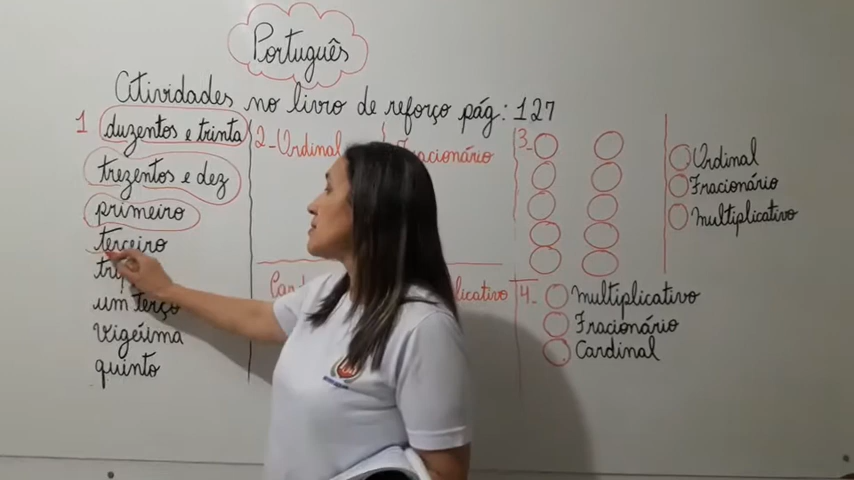 Português
Atividades no livro de reforço pág: 127
1 duzentos e trinta
trezentos e dez
primeiro
terceiro
um terço
vigésima
quinto
2- Ordinal
Fracionário
3-
Ordinal
Fracionário
multiplicativo
4- multiplicativo
Fracionário
Cardinal